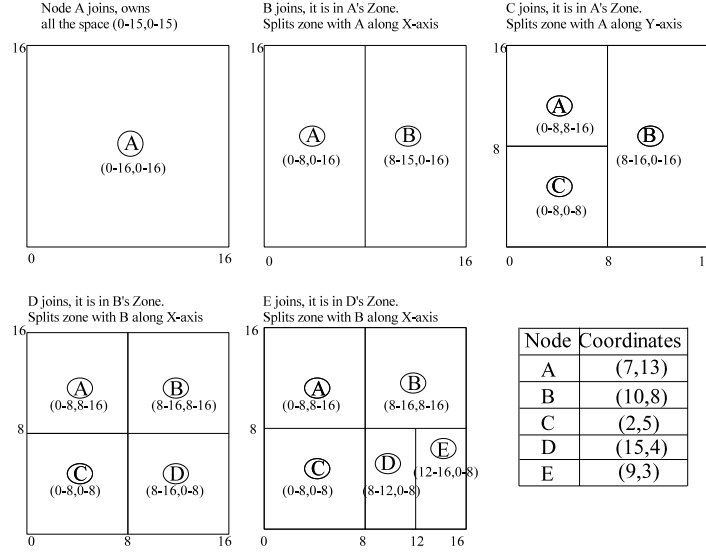 Node A joins, owns
all the space (0-15,0-15)
16
A
(0-16,0-16)
0
16
B joins, it is in A's Zone.
Splits zone with A along X-axis
16
A
(0-8,0-16)
B
(8-15,0-16)
0
16
C joins, it is in A's Zone.
Splits zone with A along Y-axis
16
A
(0-8,8-16)
B
(8-16,0-16)
8
C
(0-8,0-8)
0
8
1
D joins, it is in B's Zone.
Splits zone with B along X-axis
16
A
(0-8,8-16)
B
(8-16,8-16)
8
C
(0-8,0-8)
D
(8-16,0-8)
0
8
16
E joins, it is in D's Zone.
Splits zone with B along X-axis
16
A
(0-8,8-16)
B
(8-16,8-16)
8
C
(0-8,0-8)
D
(8-12,0-8)
E
(12-16,0-8)
0
8
12
16
Node Coordinates
A (7,13)
B (10,8)
C (2,5)
D (15,4)
E (9,3)